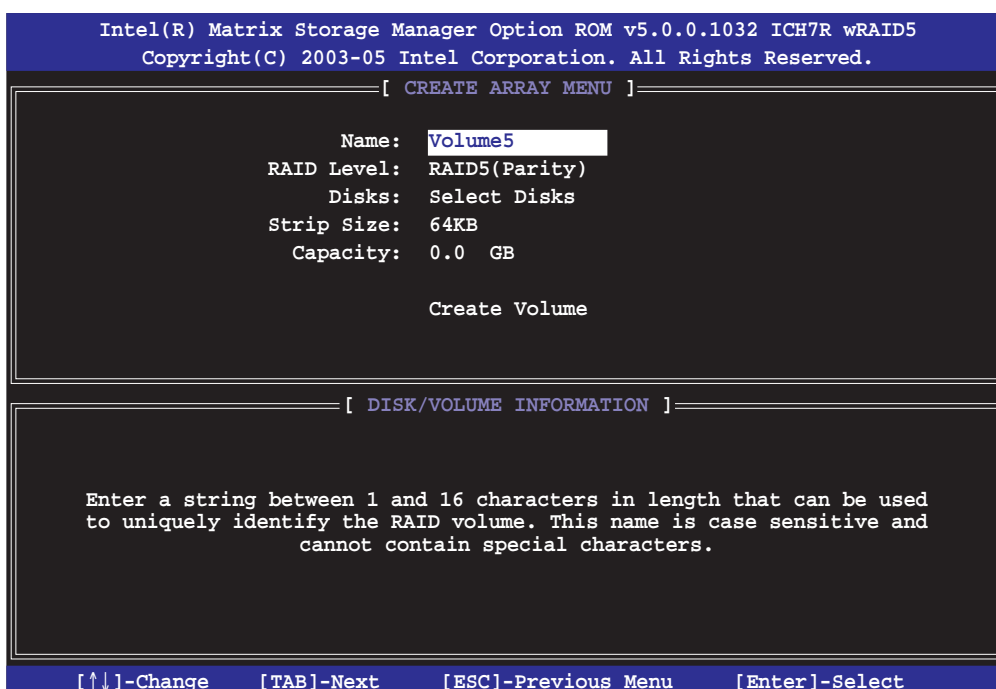 Intel(R) Matrix Storage Manager Option ROM v5.0.0.1032 ICH7R wRAID5
Copyright(C) 2003-05 Intel Corporation. All Rights Reserved.
[ CREATE ARRAY MENU ]
Name: Volume5
RAID Level: RAID5(Parity)
Disks: Select Disks
Strip Size: 64KB
Capacity: 0.0 GB
Create Volume
[ DISK/VOLUME INFORMATION ]
Enter a string between 1 and 16 characters in length that can be used
to uniquely identify the RAID volume. This name is case sensitive and
cannot contain special characters.
[↑↓]-Change [TAB]-Next [ESC]-Previous Menu [Enter]-Select